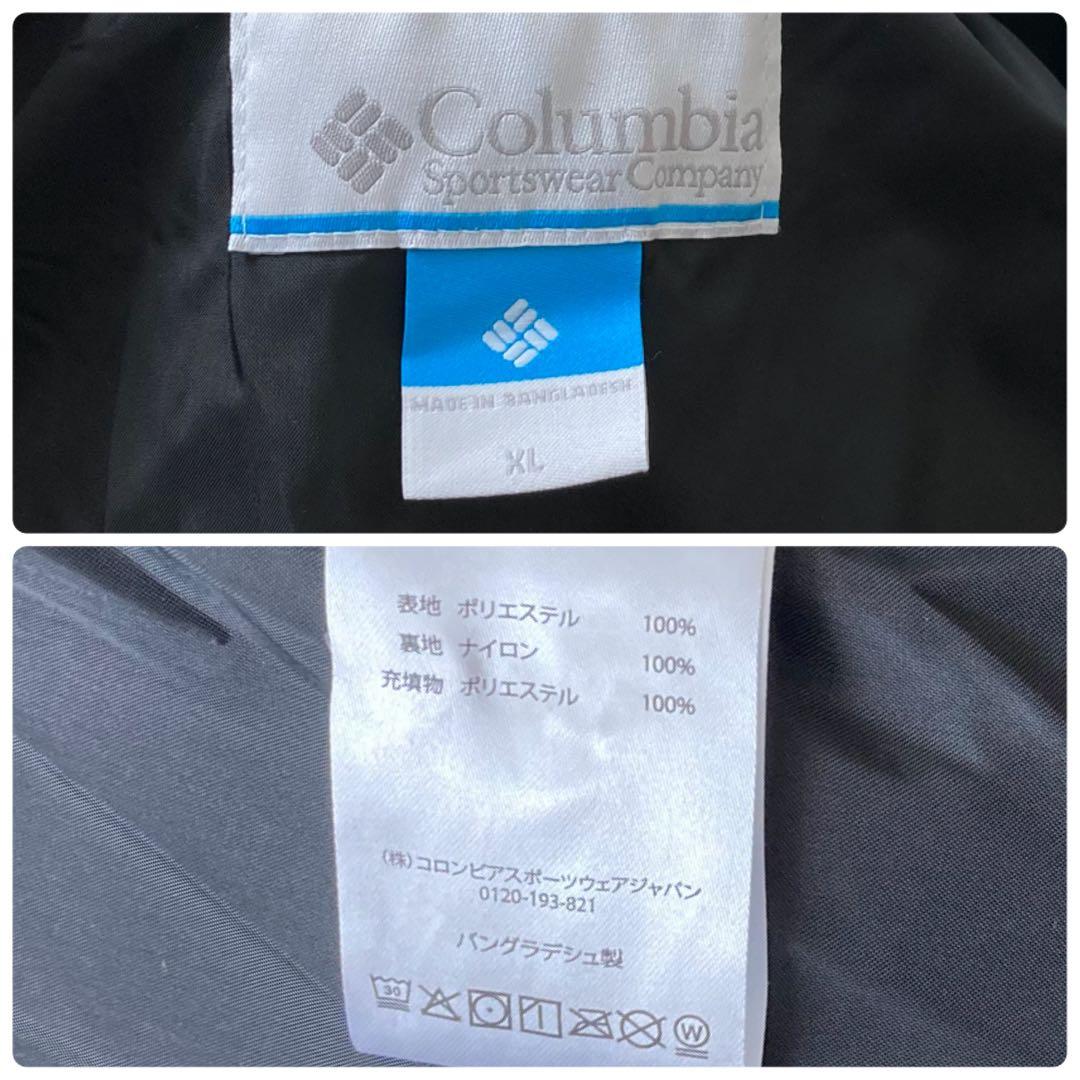 Columbia
Sportswear Company
MADE IN BANGLADESH
XL
表地 ポリエステル 100%
裏地 ナイロン 100%
充填物 ポリエステル 100%
(株)コロンビアスポーツウェアジャパン
0120-193-821
バングラデシュ製
30
W